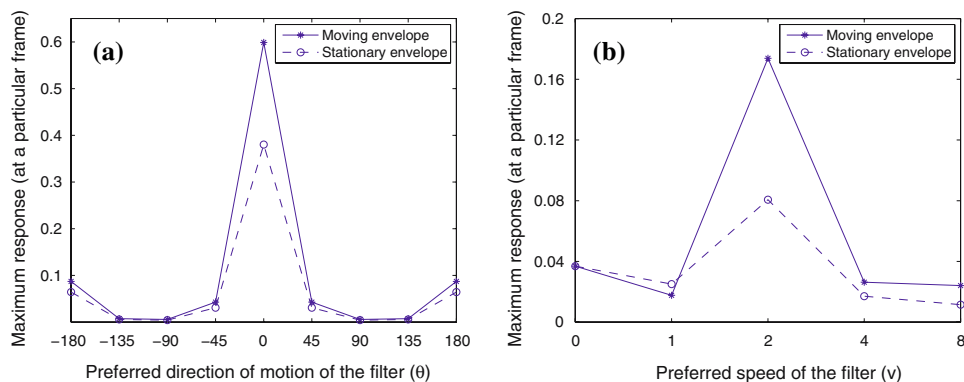 (a)
Moving envelope
Stationary envelope
Maximum response (at a particular frame)
0.6
0.5
0.4
0.3
0.2
0.1
−180 −135 −90 −45 0 45 90 135 180
Preferred direction of motion of the filter (θ)
(b)
Moving envelope
Stationary envelope
Maximum response (at a particular frame)
0.2
0.16
0.12
0.08
0.04
0
0 1 2 4 8
Preferred speed of the filter (v)